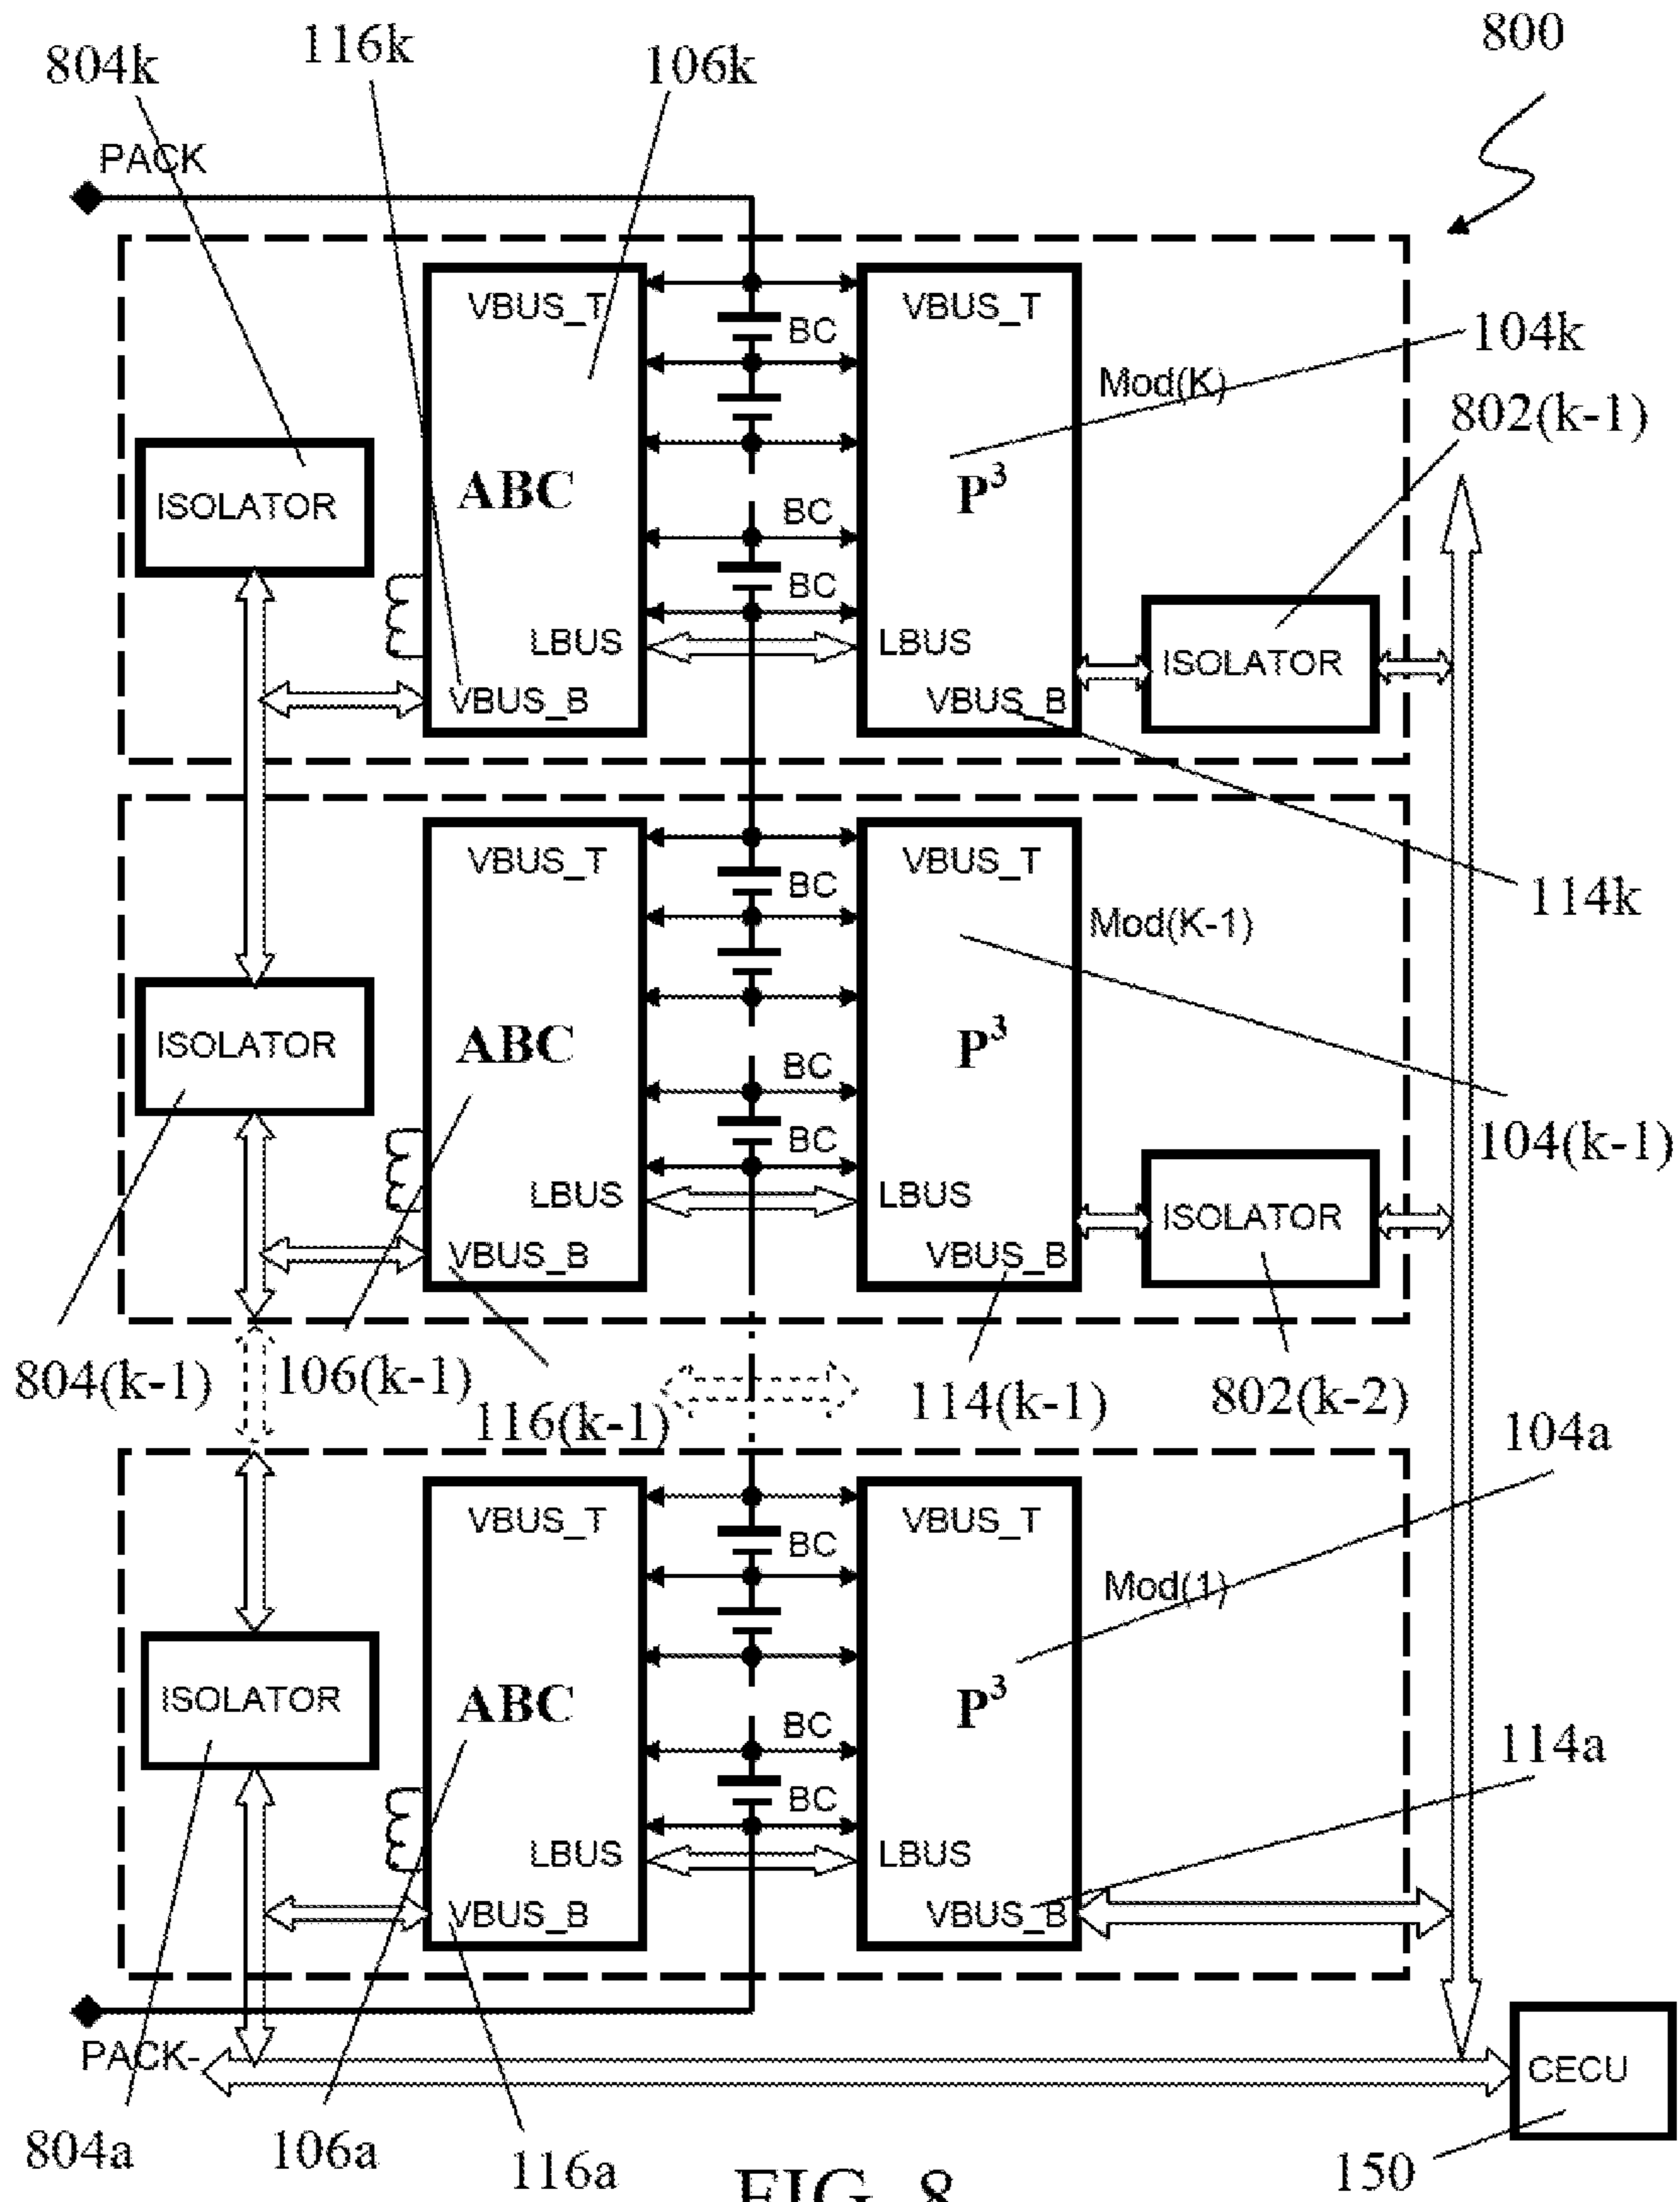 800
116k
804k
106k
PACK
VBUS_T
VBUS_T
BC
104k
Mod(K)
802(k-1)
ISOLATOR
ABC
P³
BC
BC
LBUS
LBUS
ISOLATOR
VBUS_B
VBUS_B
VBUS_T
VBUS_T
BC
114k
Mod(K-1)
ISOLATOR
ABC
P³
BC
104(k-1)
BC
LBUS
LBUS
ISOLATOR
VBUS_B
VBUS_B
804(k-1)
106(k-1)
116(k-1)
114(k-1)
802(k-2)
104a
VBUS_T
VBUS_T
BC
Mod(1)
ISOLATOR
ABC
P³
BC
114a
BC
LBUS
LBUS
VBUS_B
VBUS_B
PACK-
CECU
804a
106a
116a
150
FIG. 8